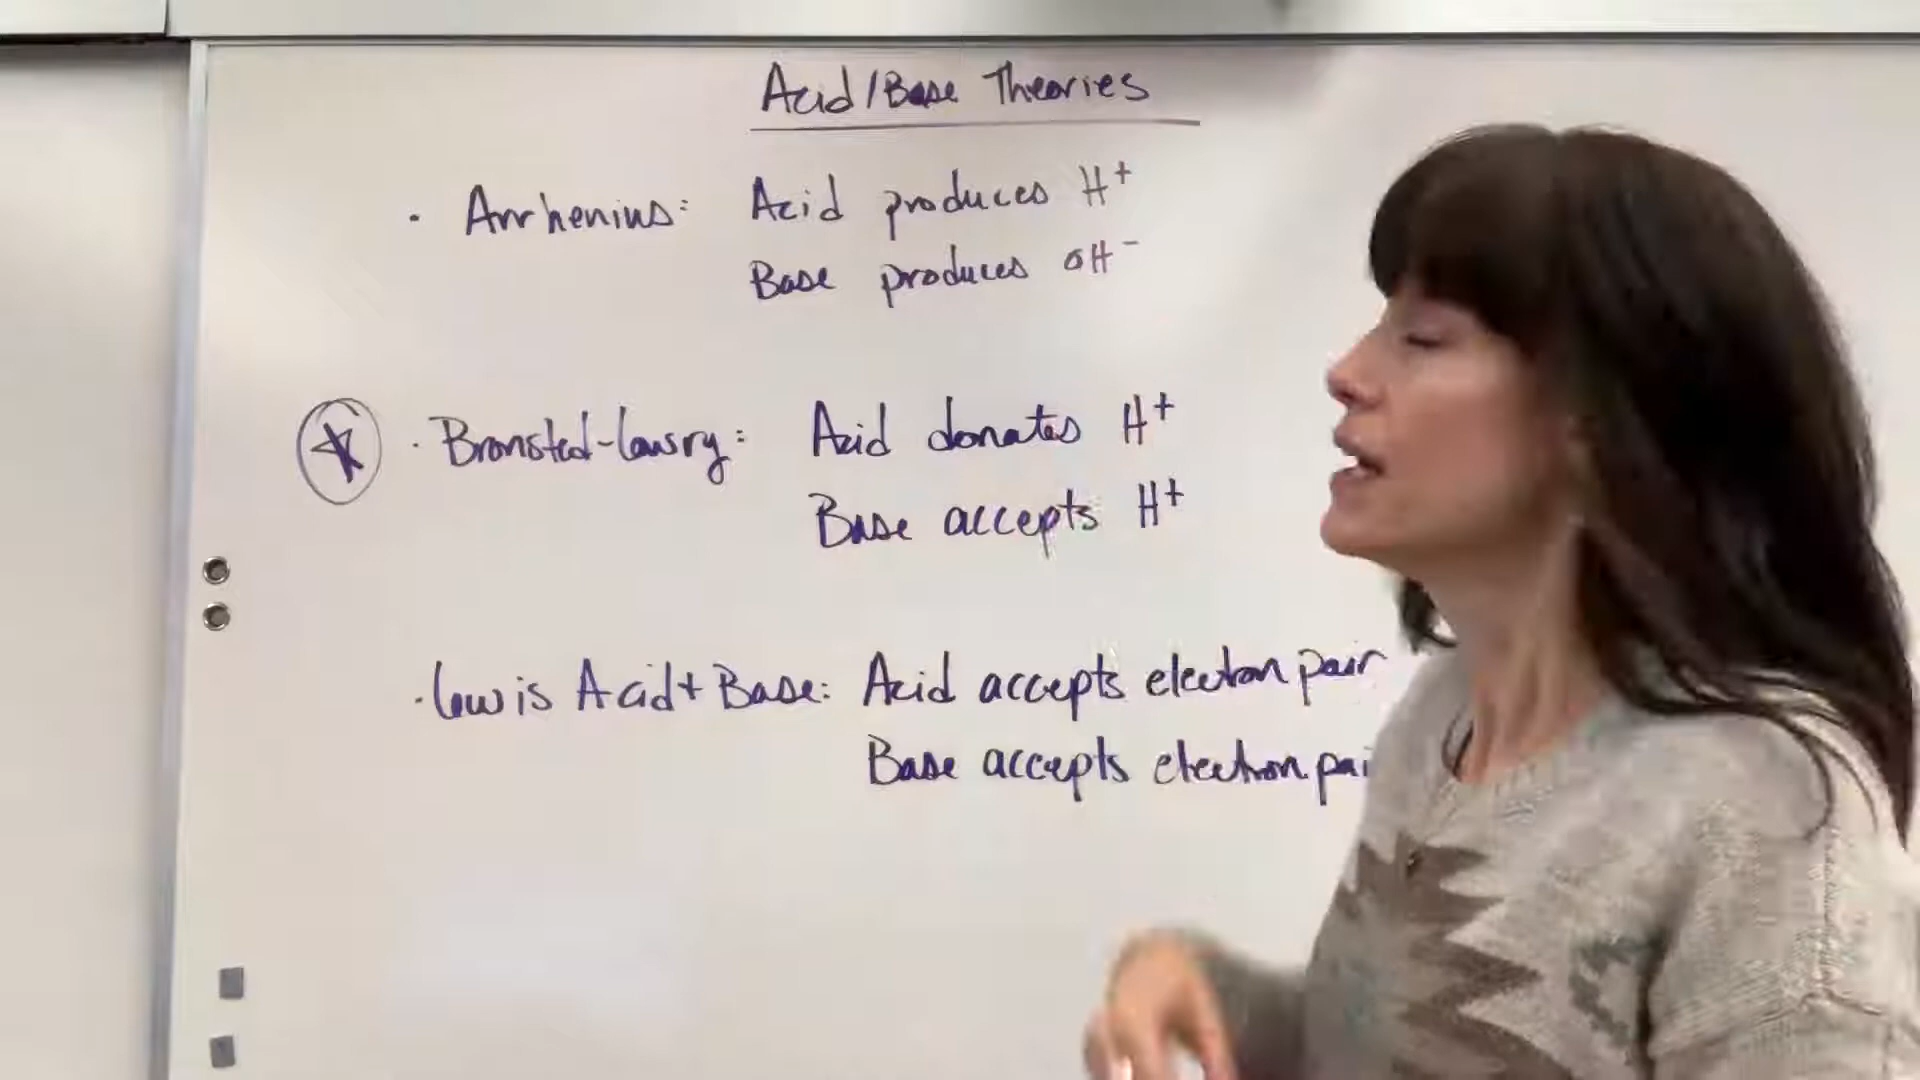 Acid/Base Theories
· Arrhenius: Acid produces H⁺
Base produces OH⁻
· Bronsted-Lowry: Acid donates H⁺
Base accepts H⁺
· Lewis Acid + Base: Acid accepts electron pair
Base accepts electron pai